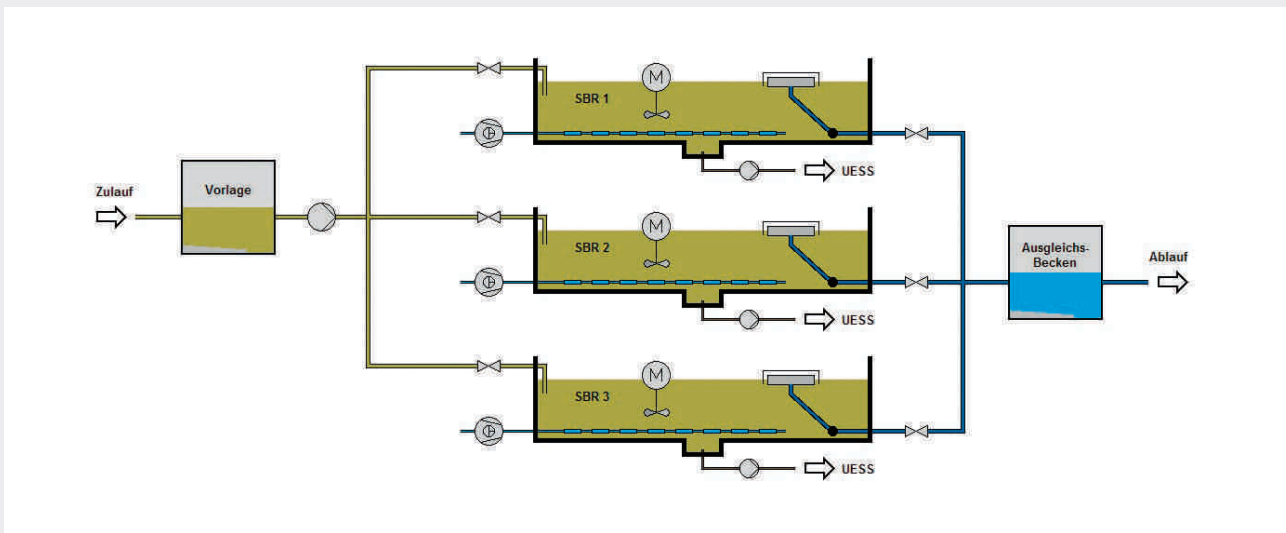 Zulauf
Vorlage
SBR 1
M
UESS
SBR 2
M
UESS
SBR 3
M
UESS
Ausgleichs-
Becken
Ablauf